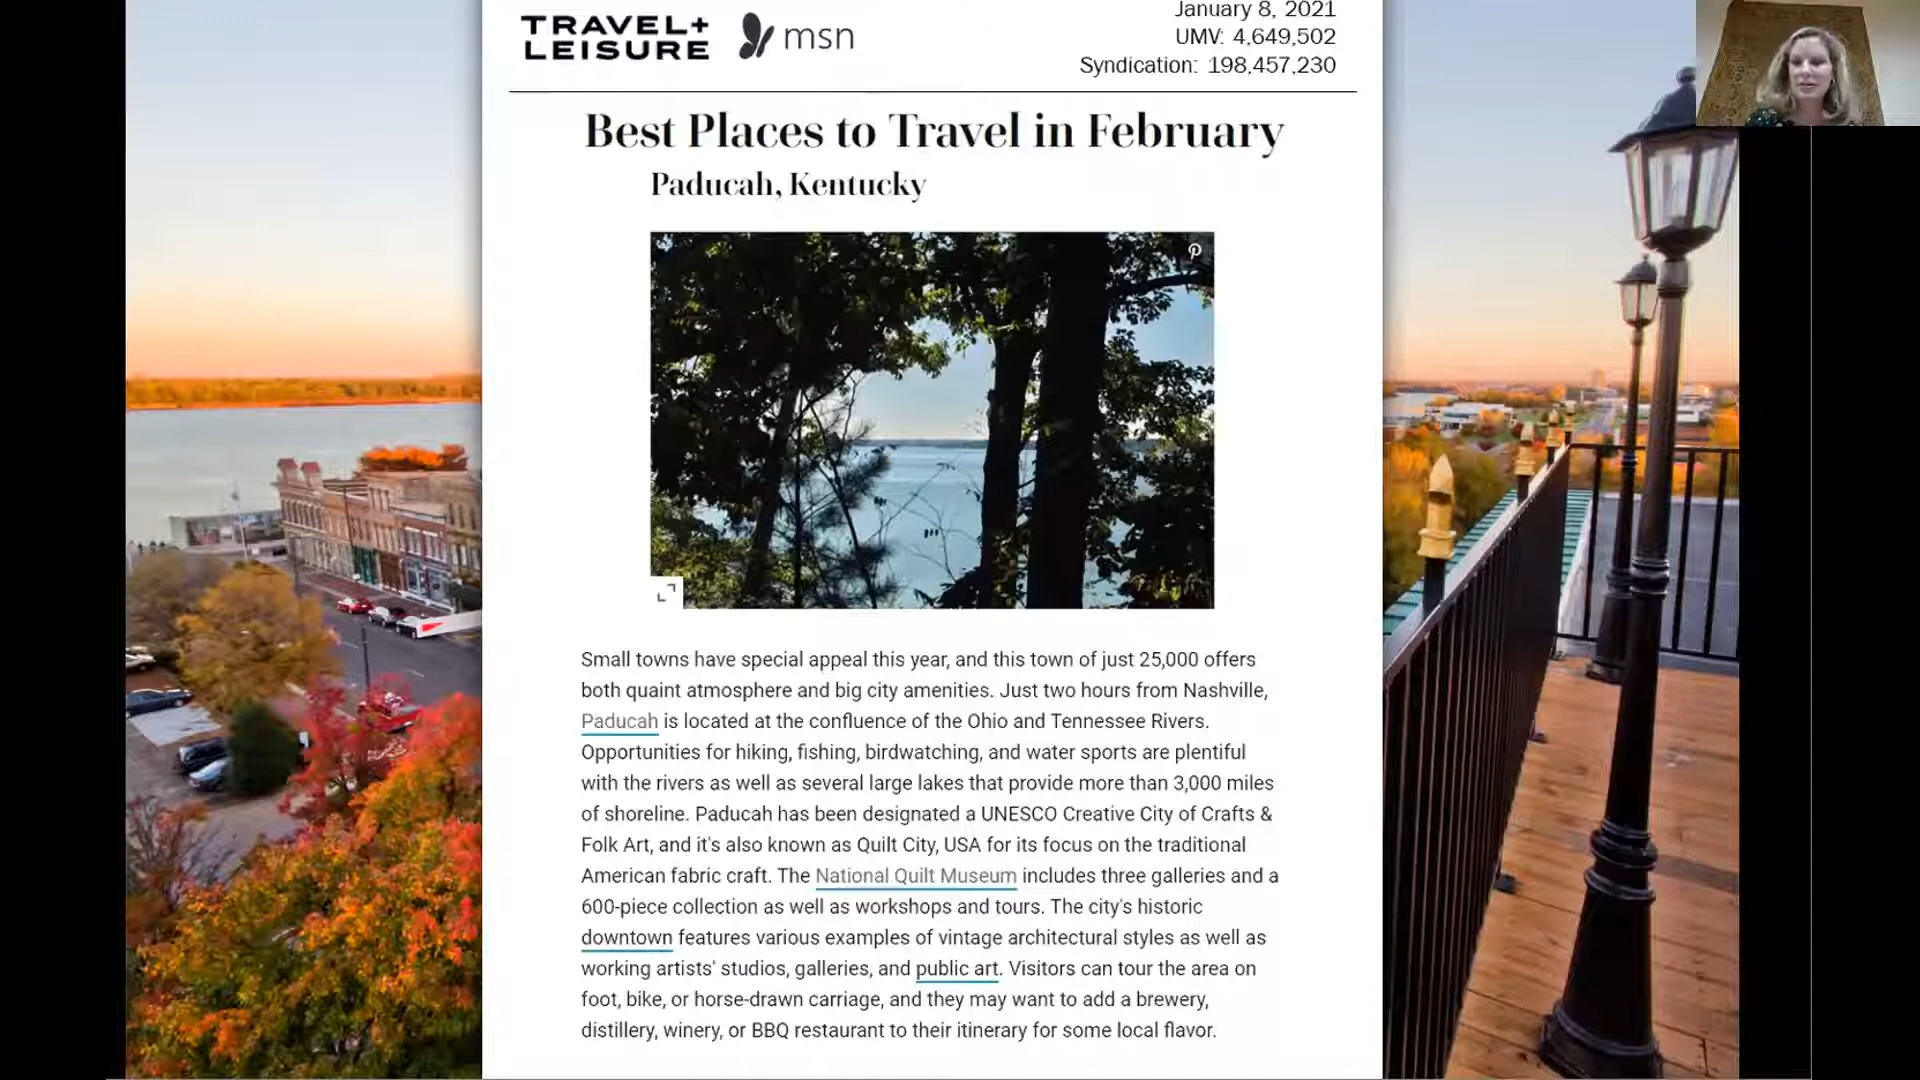 TRAVEL+
LEISURE
msn
January 8, 2021
UMV: 4,649,502
Syndication: 198,457,230
Best Places to Travel in February
Paducah, Kentucky
Small towns have special appeal this year, and this town of just 25,000 offers
both quaint atmosphere and big city amenities. Just two hours from Nashville,
Paducah is located at the confluence of the Ohio and Tennessee Rivers.
Opportunities for hiking, fishing, birdwatching, and water sports are plentiful
with the rivers as well as several large lakes that provide more than 3,000 miles
of shoreline. Paducah has been designated a UNESCO Creative City of Crafts &
Folk Art, and it's also known as Quilt City, USA for its focus on the traditional
American fabric craft. The National Quilt Museum includes three galleries and a
600-piece collection as well as workshops and tours. The city's historic
downtown features various examples of vintage architectural styles as well as
working artists' studios, galleries, and public art. Visitors can tour the area on
foot, bike, or horse-drawn carriage, and they may want to add a brewery,
distillery, winery, or BBQ restaurant to their itinerary for some local flavor.